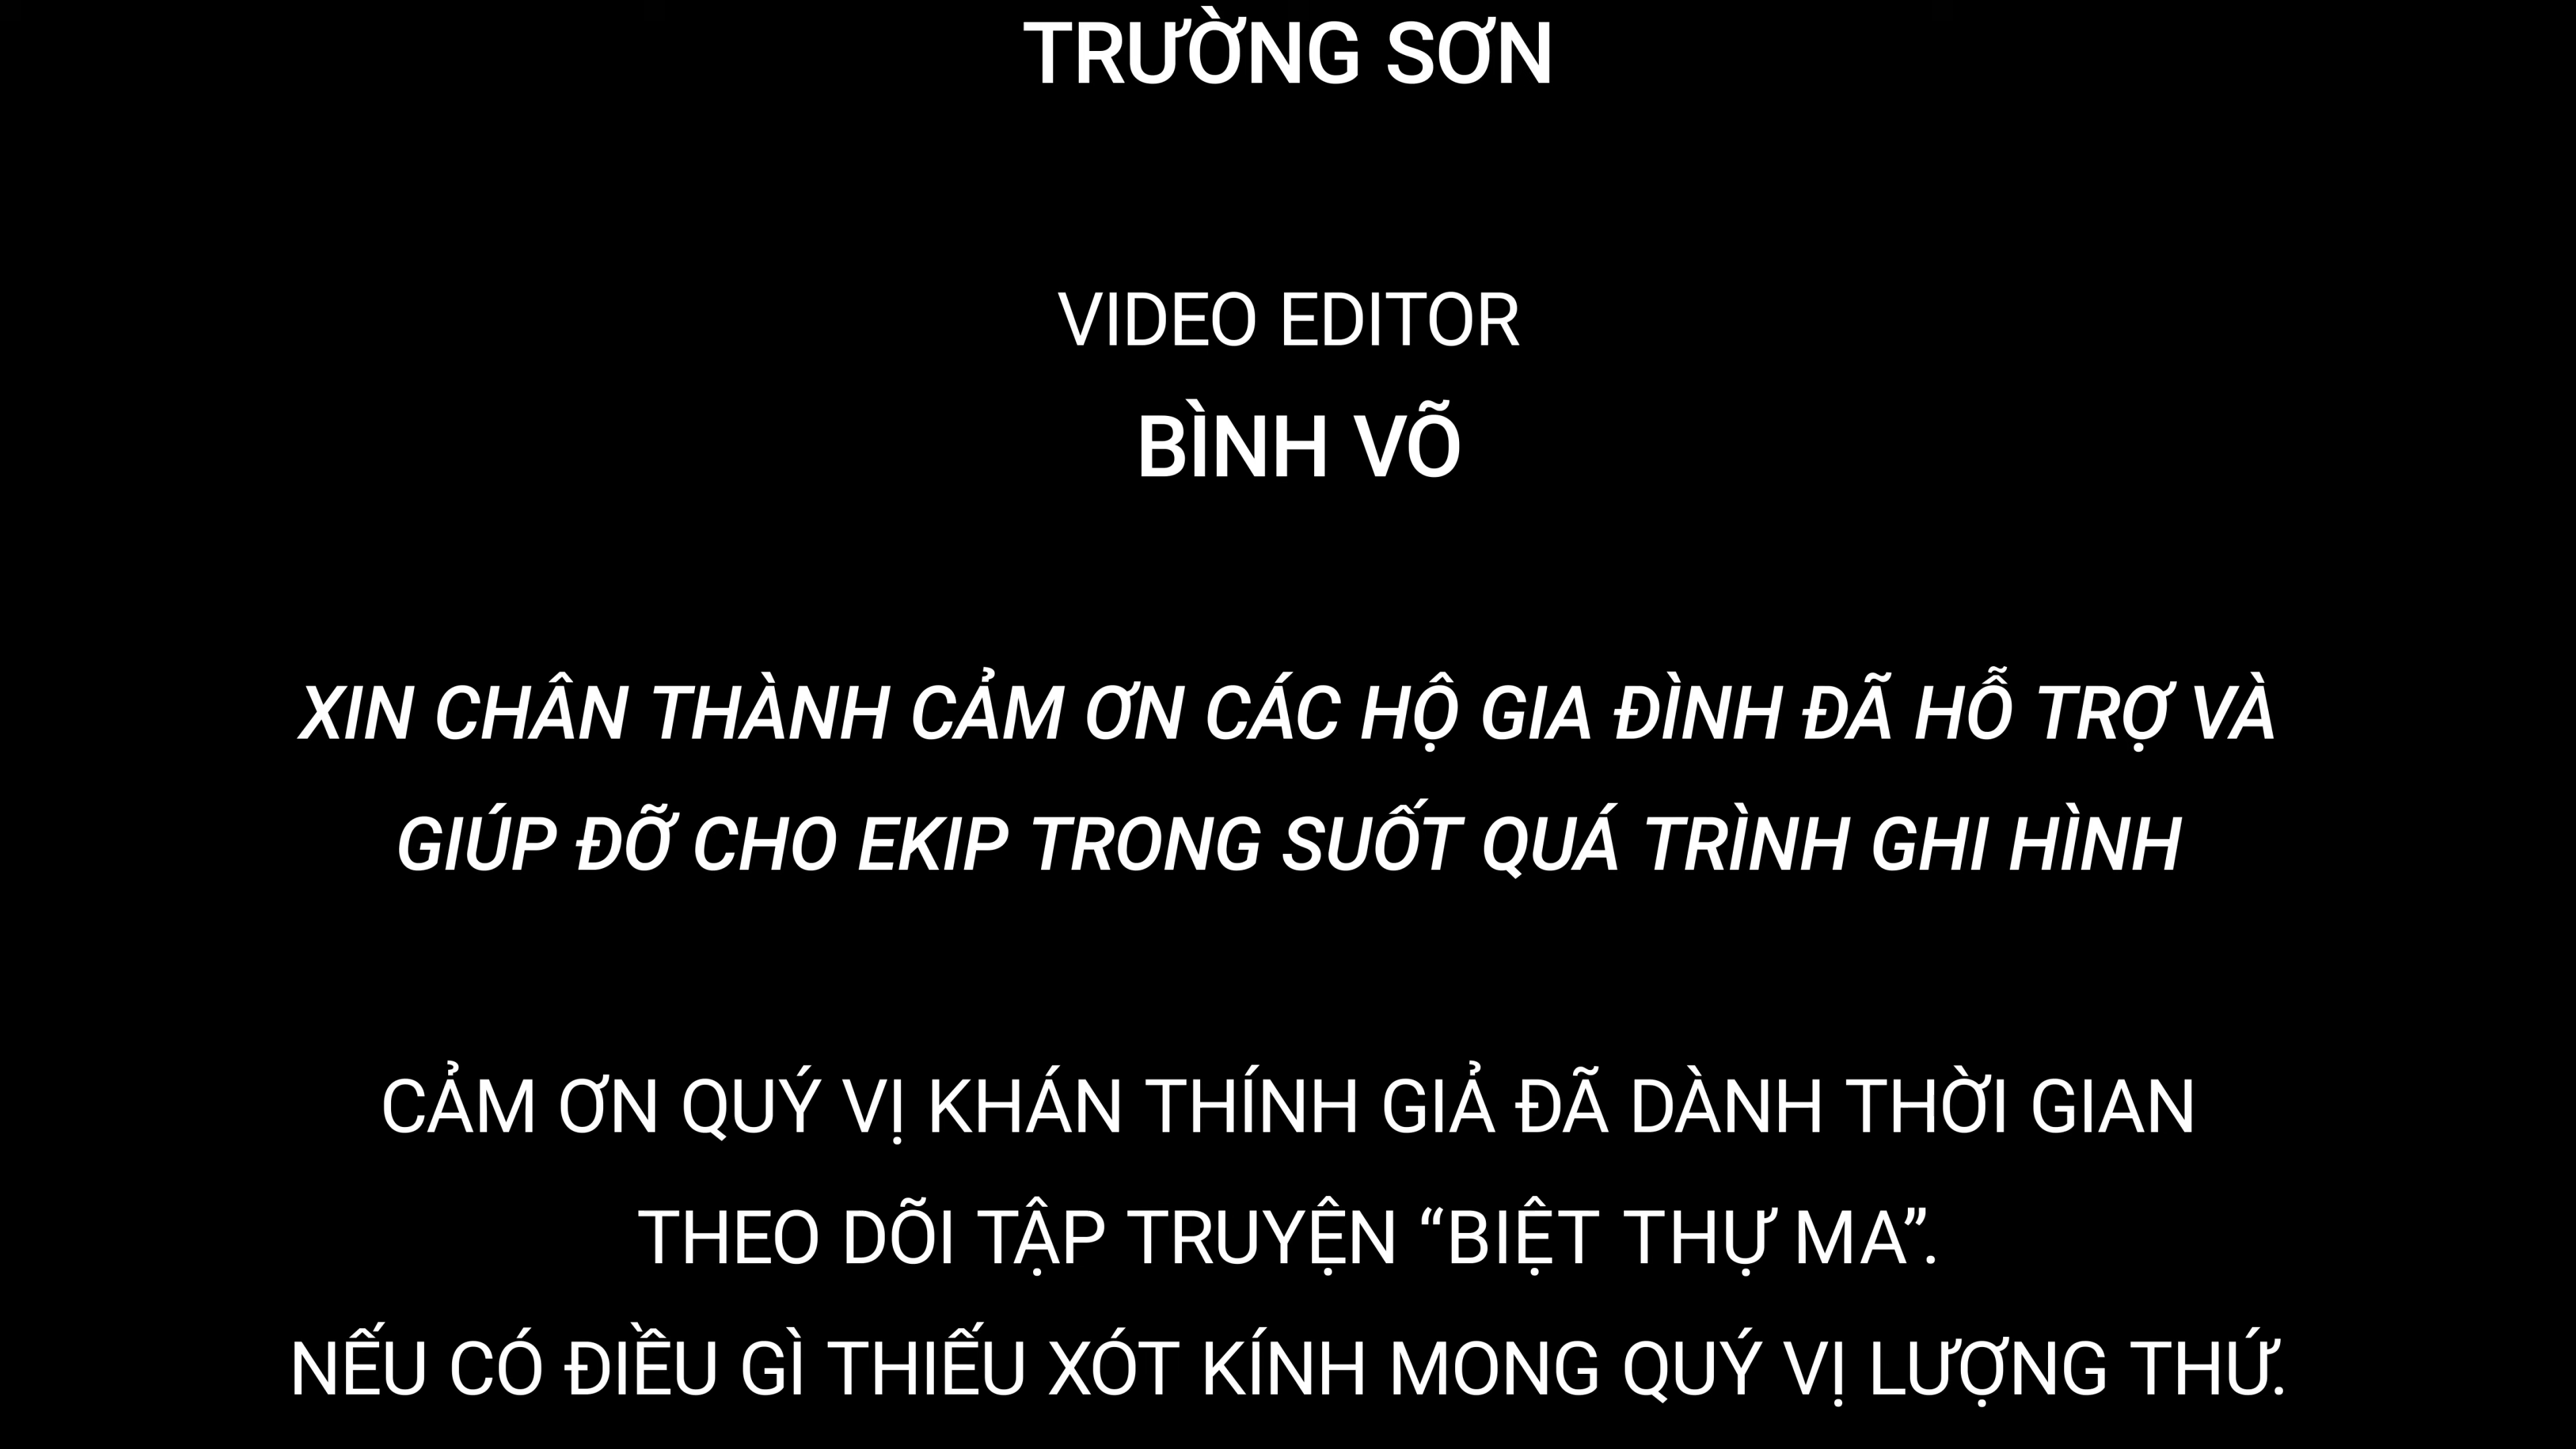 TRƯỜNG SƠN
VIDEO EDITOR
BÌNH VÕ
XIN CHÂN THÀNH CẢM ƠN CÁC HỘ GIA ĐÌNH ĐÃ HỖ TRỢ VÀ
GIÚP ĐỠ CHO EKIP TRONG SUỐT QUÁ TRÌNH GHI HÌNH
CẢM ƠN QUÝ VỊ KHÁN THÍNH GIẢ ĐÃ DÀNH THỜI GIAN
THEO DÕI TẬP TRUYỆN “BIỆT THỰ MA”.
NẾU CÓ ĐIỀU GÌ THIẾU XÓT KÍNH MONG QUÝ VỊ LƯỢNG THỨ.